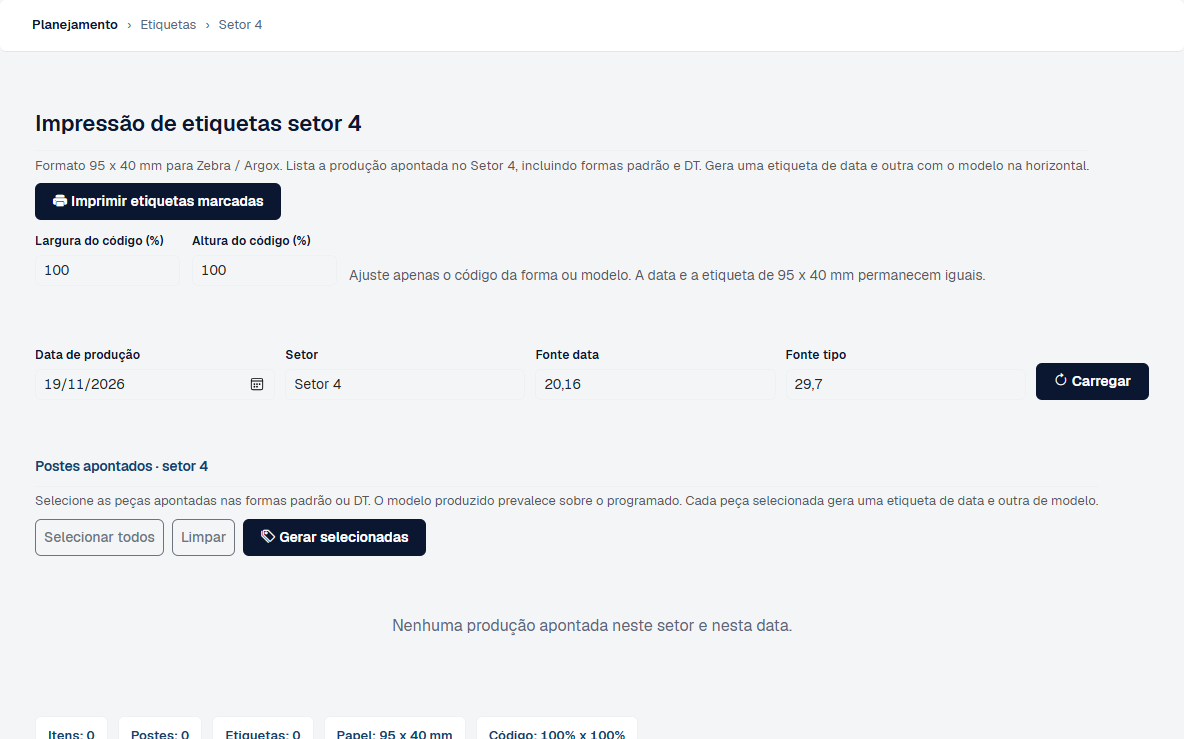 Planejamento › Etiquetas › Setor 4
Impressão de etiquetas setor 4
Formato 95 x 40 mm para Zebra / Argox. Lista a produção apontada no Setor 4, incluindo formas padrão e DT. Gera uma etiqueta de data e outra com o modelo na horizontal.
Imprimir etiquetas marcadas
Largura do código (%) Altura do código (%)
100 100 Ajuste apenas o código da forma ou modelo. A data e a etiqueta de 95 x 40 mm permanecem iguais.
Data de produção Setor Fonte data Fonte tipo
19/11/2026 Setor 4 20,16 29,7 Carregar
Postes apontados · setor 4
Selecione as peças apontadas nas formas padrão ou DT. O modelo produzido prevalece sobre o programado. Cada peça selecionada gera uma etiqueta de data e outra de modelo.
Selecionar todos Limpar Gerar selecionadas
Nenhuma produção apontada neste setor e nesta data.
Itens: 0 Postes: 0 Etiquetas: 0 Papel: 95 x 40 mm Código: 100% x 100%